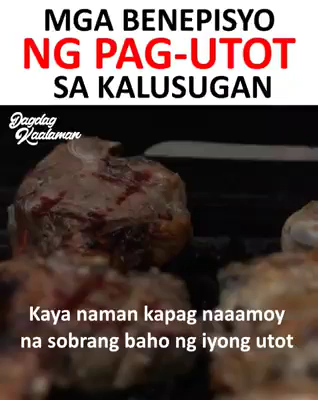 MGA BENEPISYO
NG PAG-UTOT
SA KALUSUGAN
Dagdag
Kaalaman
Kaya naman kapag naaamoy
na sobrang baho ng iyong utot